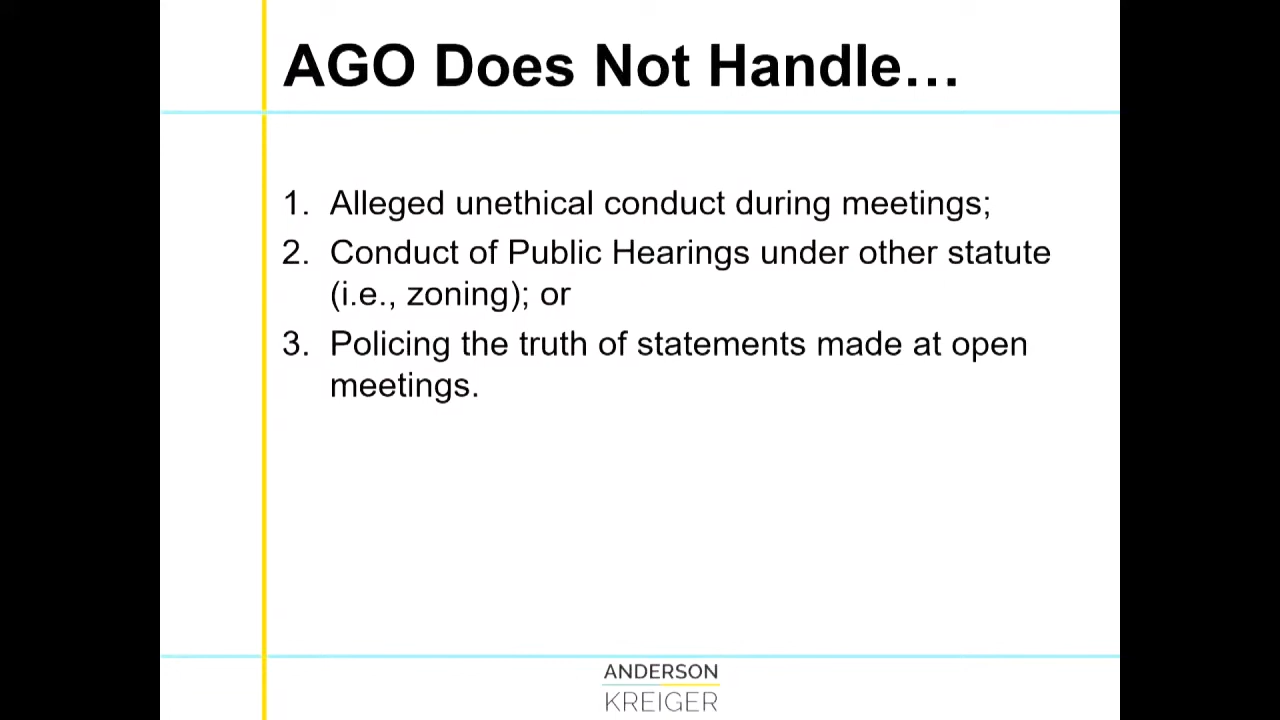 AGO Does Not Handle…
1. Alleged unethical conduct during meetings;
2. Conduct of Public Hearings under other statute
(i.e., zoning); or
3. Policing the truth of statements made at open
meetings.
ANDERSON
KREIGER